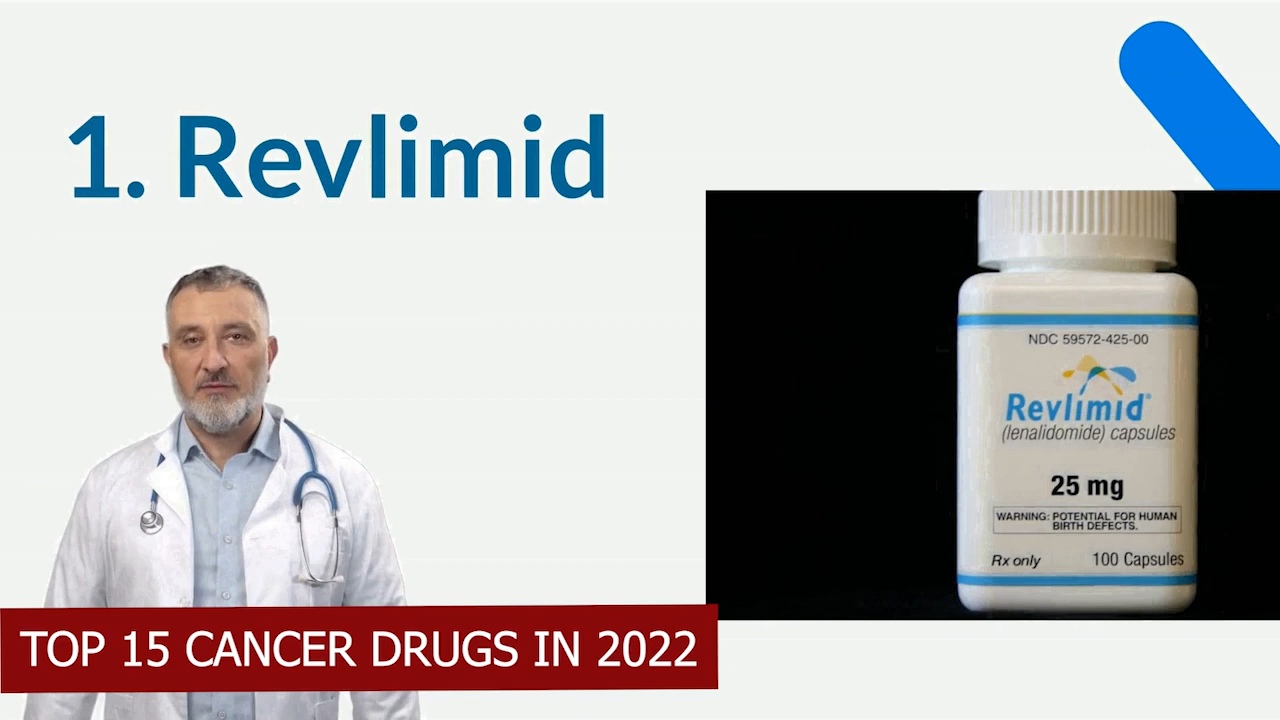 1. Revlimid
NDC 59572-425-00
Revlimid®
(lenalidomide) capsules
25 mg
WARNING: POTENTIAL FOR HUMAN
BIRTH DEFECTS.
Rx only
100 Capsules
TOP 15 CANCER DRUGS IN 2022